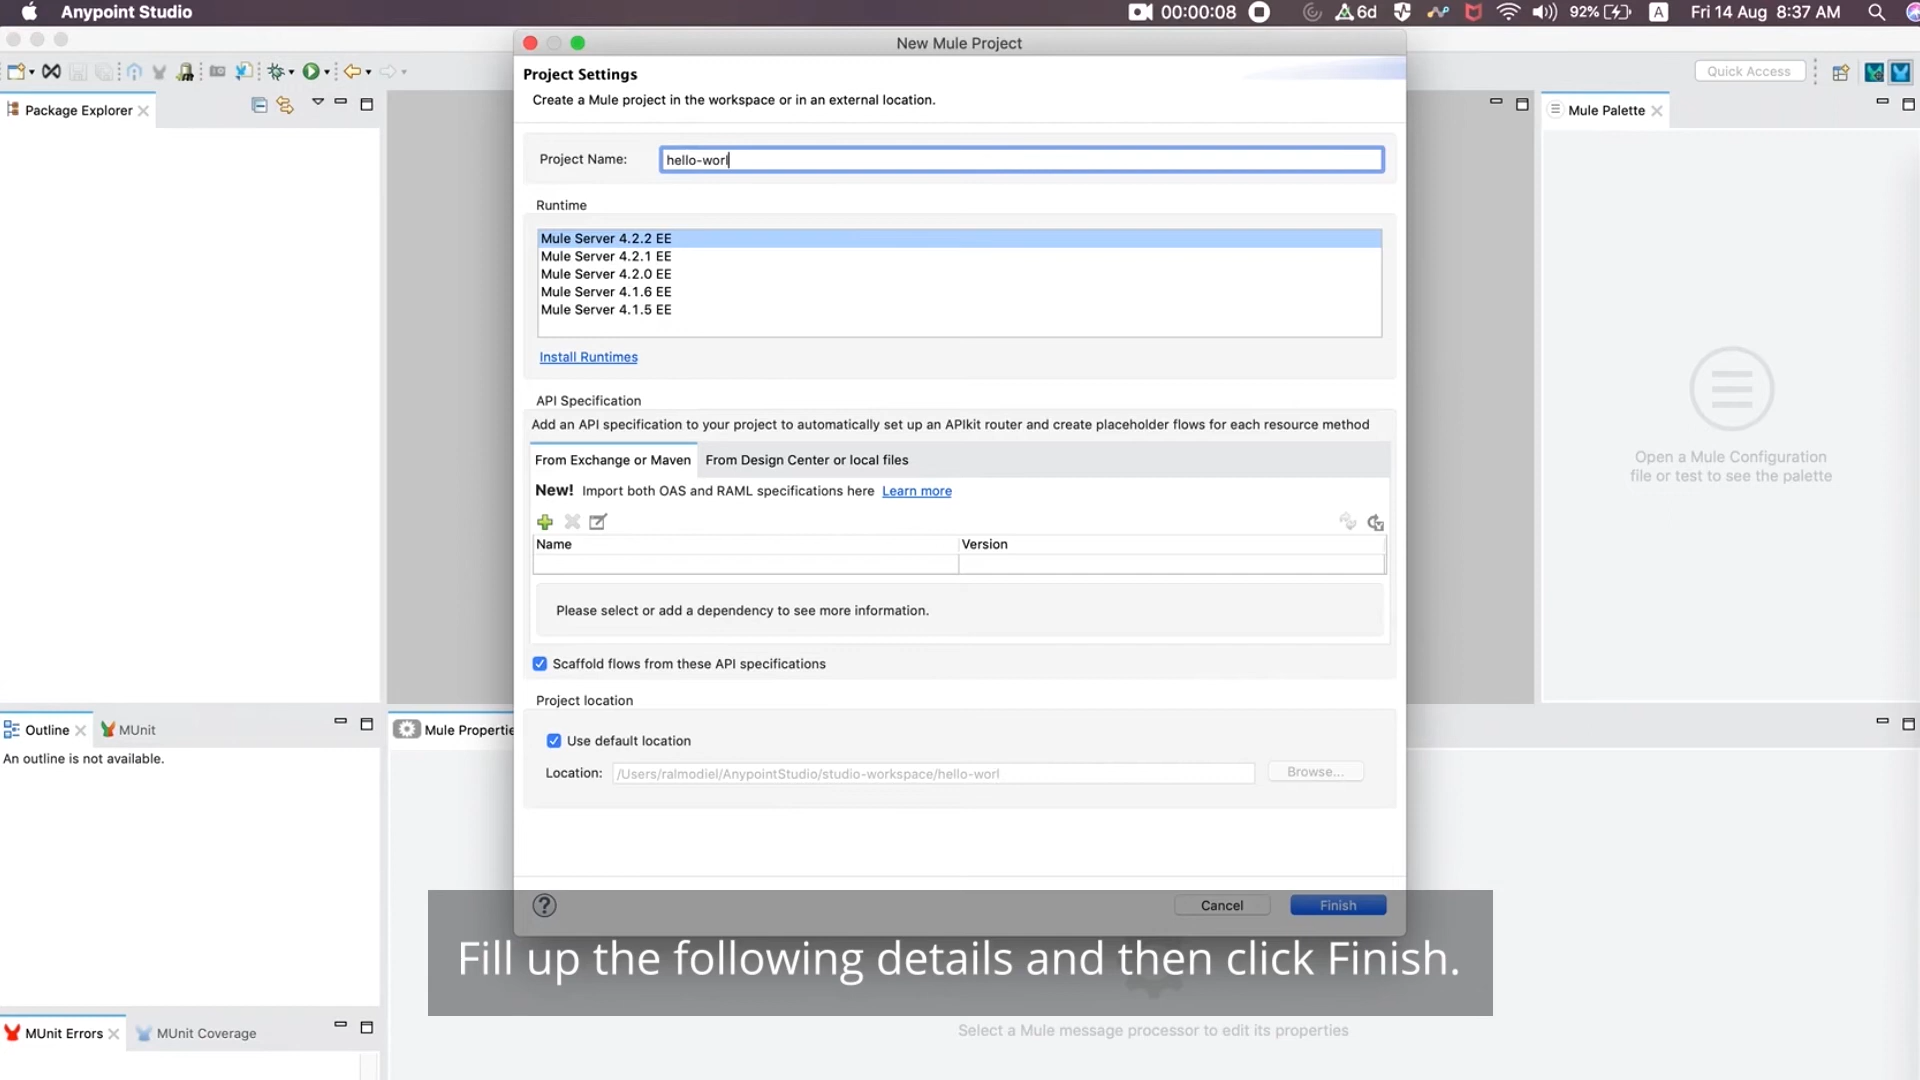 Anypoint Studio
00:00:08
6d
92%
A
Fri 14 Aug 8:37 AM
New Mule Project
Project Settings
Create a Mule project in the workspace or in an external location.
Quick Access
Package Explorer
Mule Palette
Project Name:
hello-worl
Runtime
Mule Server 4.2.2 EE
Mule Server 4.2.1 EE
Mule Server 4.2.0 EE
Mule Server 4.1.6 EE
Mule Server 4.1.5 EE
Install Runtimes
API Specification
Add an API specification to your project to automatically set up an APIkit router and create placeholder flows for each resource method
From Exchange or Maven
From Design Center or local files
New! Import both OAS and RAML specifications here Learn more
Name
Version
Please select or add a dependency to see more information.
Scaffold flows from these API specifications
Project location
Use default location
Location:
/Users/ralmodiel/AnypointStudio/studio-workspace/hello-worl
Browse...
Open a Mule Configuration
file or test to see the palette
Outline
MUnit
An outline is not available.
Mule Propertie
?
Cancel
Finish
Fill up the following details and then click Finish.
Select a Mule message processor to edit its properties
MUnit Errors
MUnit Coverage